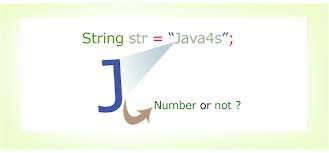 String str = “Java4s”;
J
Number or not ?